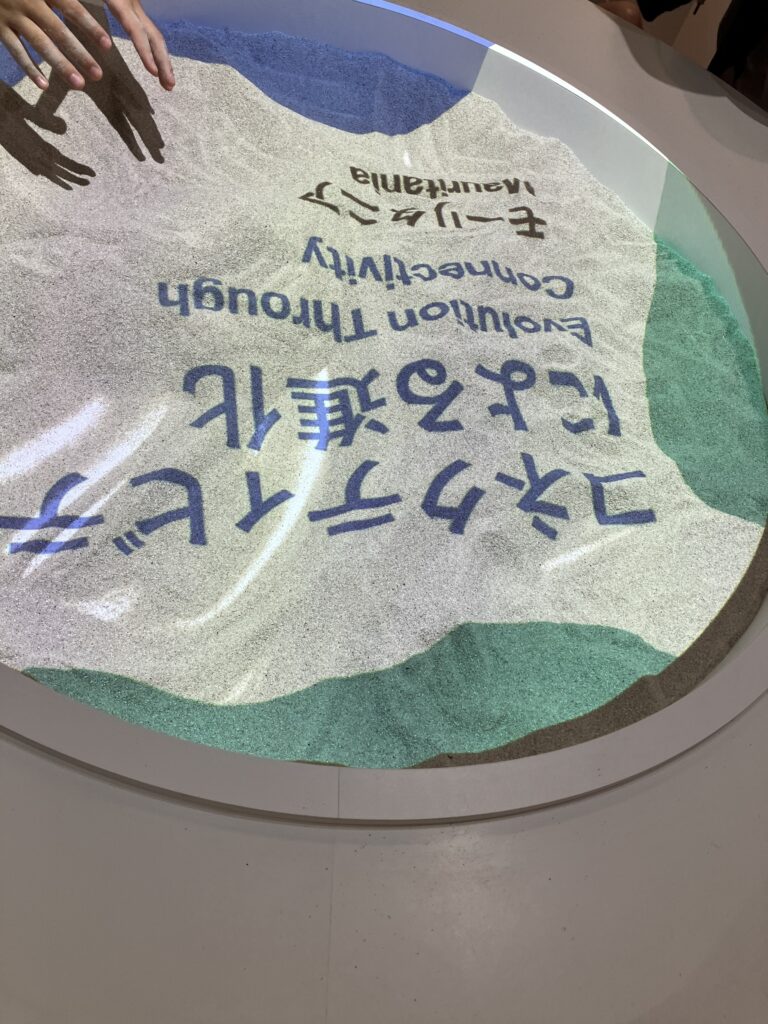 コネクティビテ
による進化
Evolution Through
Connectivity
モーリタニア
Mauritania